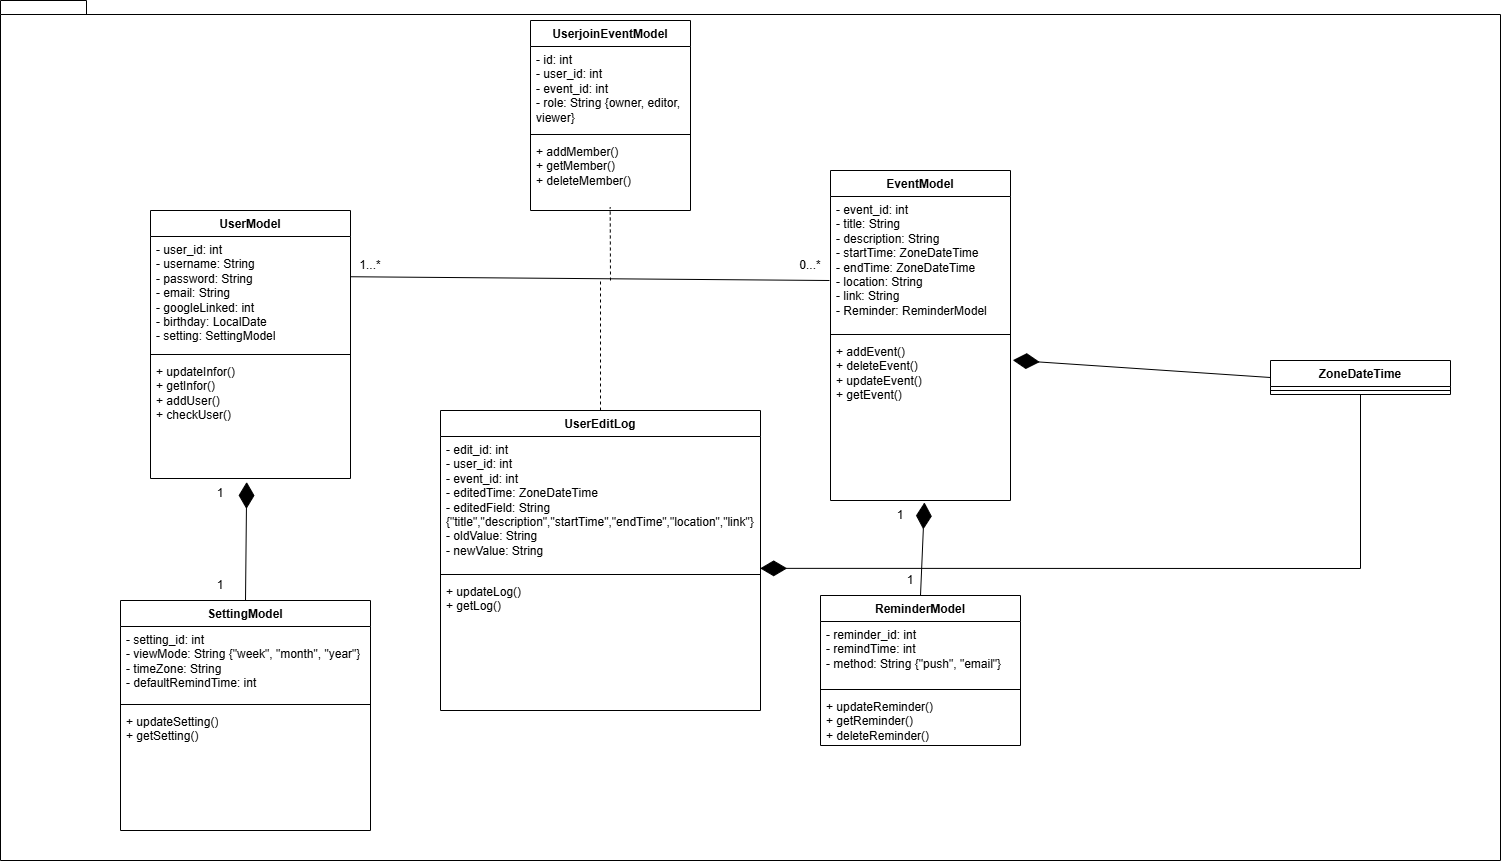 UserjoinEventModel
- id: int
- user_id: int
- event_id: int
- role: String {owner, editor,
viewer}
+ addMember()
+ getMember()
+ deleteMember()
UserModel
- user_id: int
- username: String
- password: String
- email: String
- googleLinked: int
- birthday: LocalDate
- setting: SettingModel
+ updateInfor()
+ getInfor()
+ addUser()
+ checkUser()
1...*
0...*
EventModel
- event_id: int
- title: String
- description: String
- startTime: ZoneDateTime
- endTime: ZoneDateTime
- location: String
- link: String
- Reminder: ReminderModel
+ addEvent()
+ deleteEvent()
+ updateEvent()
+ getEvent()
ZoneDateTime
UserEditLog
- edit_id: int
- user_id: int
- event_id: int
- editedTime: ZoneDateTime
- editedField: String
{"title","description","startTime","endTime","location","link"}
- oldValue: String
- newValue: String
+ updateLog()
+ getLog()
1
1
1
1
SettingModel
- setting_id: int
- viewMode: String {"week", "month", "year"}
- timeZone: String
- defaultRemindTime: int
+ updateSetting()
+ getSetting()
ReminderModel
- reminder_id: int
- remindTime: int
- method: String {"push", "email"}
+ updateReminder()
+ getReminder()
+ deleteReminder()